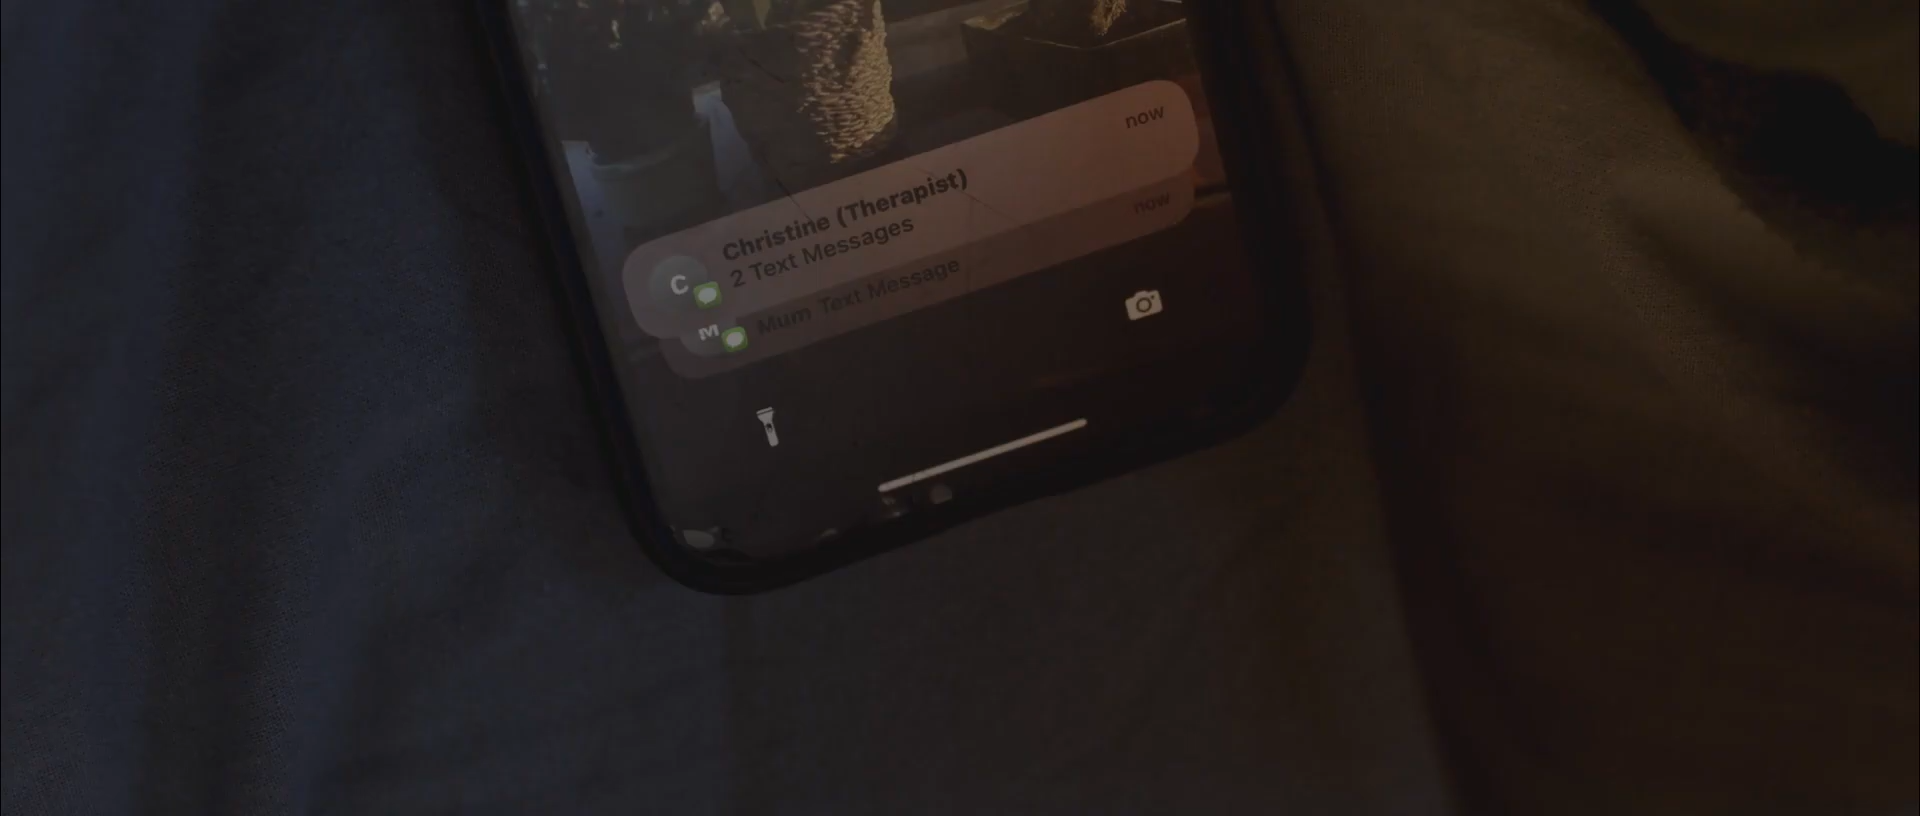 now
Christine (Therapist)
2 Text Messages
C
now
Mum Text Message
M